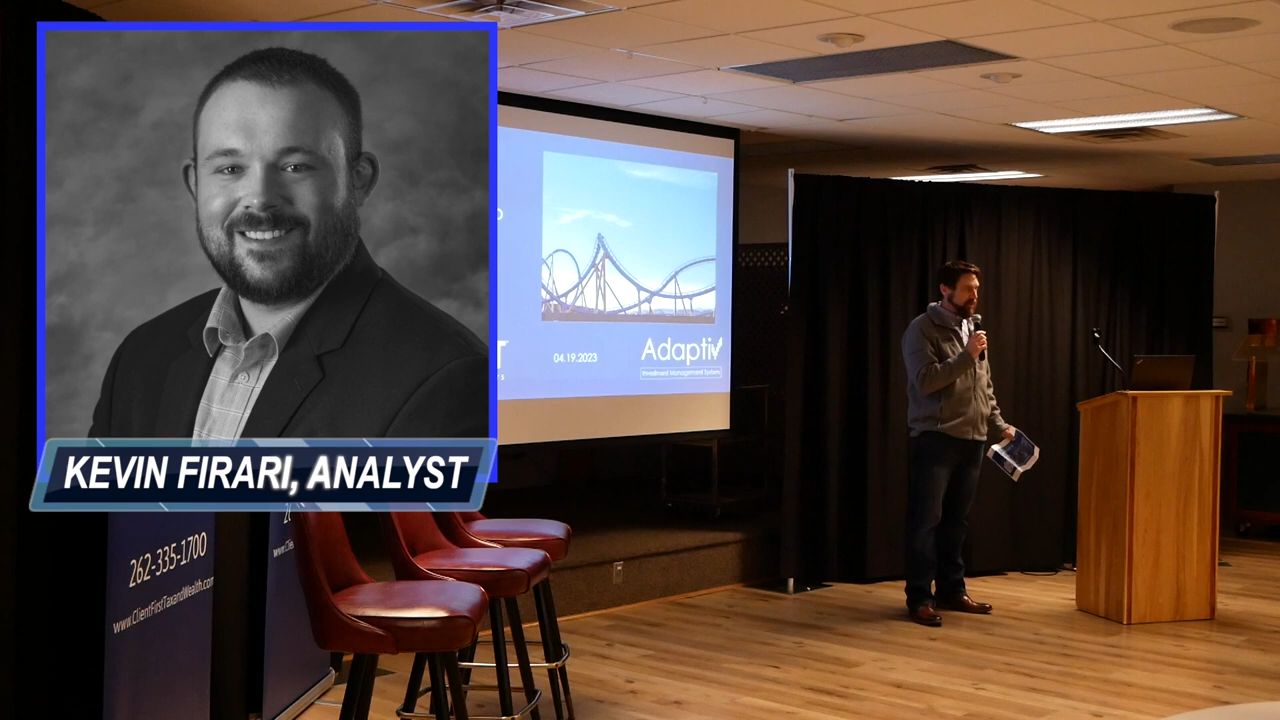 KEVIN FIRARI, ANALYST
04.19.2023
Adaptiv
Investment Management System
262-335-1700
www.ClientFirstTaxandWealth.com